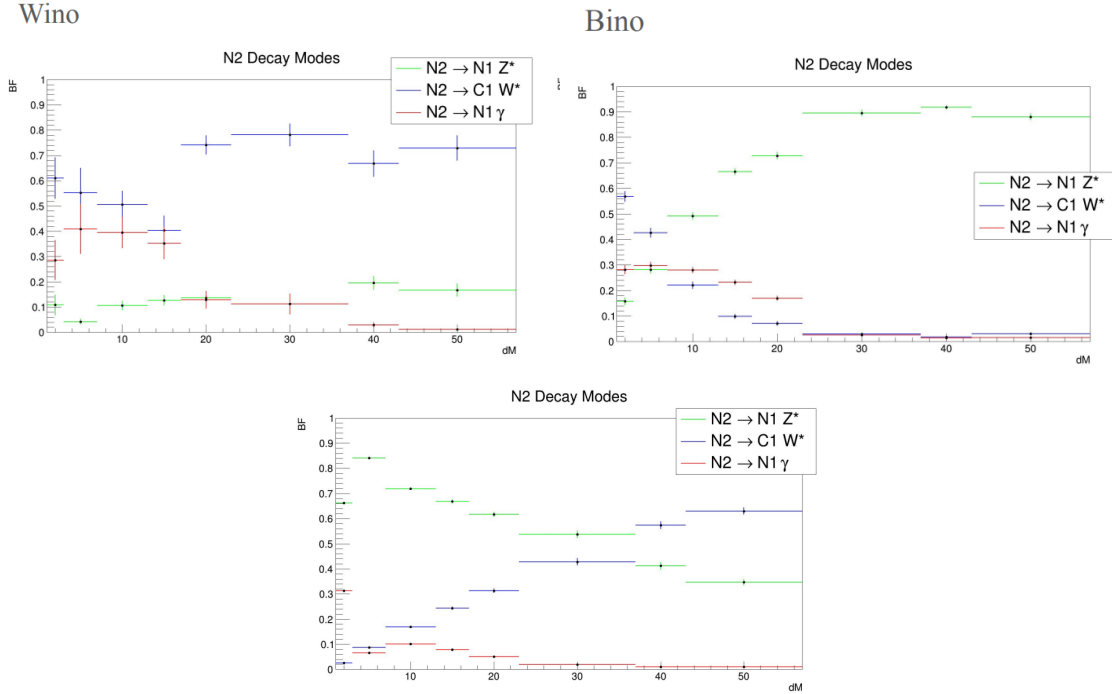 Wino
N2 Decay Modes
BF
N2 → N1 Z*
N2 → C1 W*
N2 → N1 γ
1
0.9
0.8
0.7
0.6
0.5
0.4
0.3
0.2
0.1
0
10 20 30 40 50
dM
Bino
N2 Decay Modes
BF
N2 → N1 Z*
N2 → C1 W*
N2 → N1 γ
1
0.9
0.8
0.7
0.6
0.5
0.4
0.3
0.2
0.1
0
10 20 30 40 50
dM
N2 Decay Modes
BF
N2 → N1 Z*
N2 → C1 W*
N2 → N1 γ
1
0.9
0.8
0.7
0.6
0.5
0.4
0.3
0.2
0.1
0
10 20 30 40 50
dM